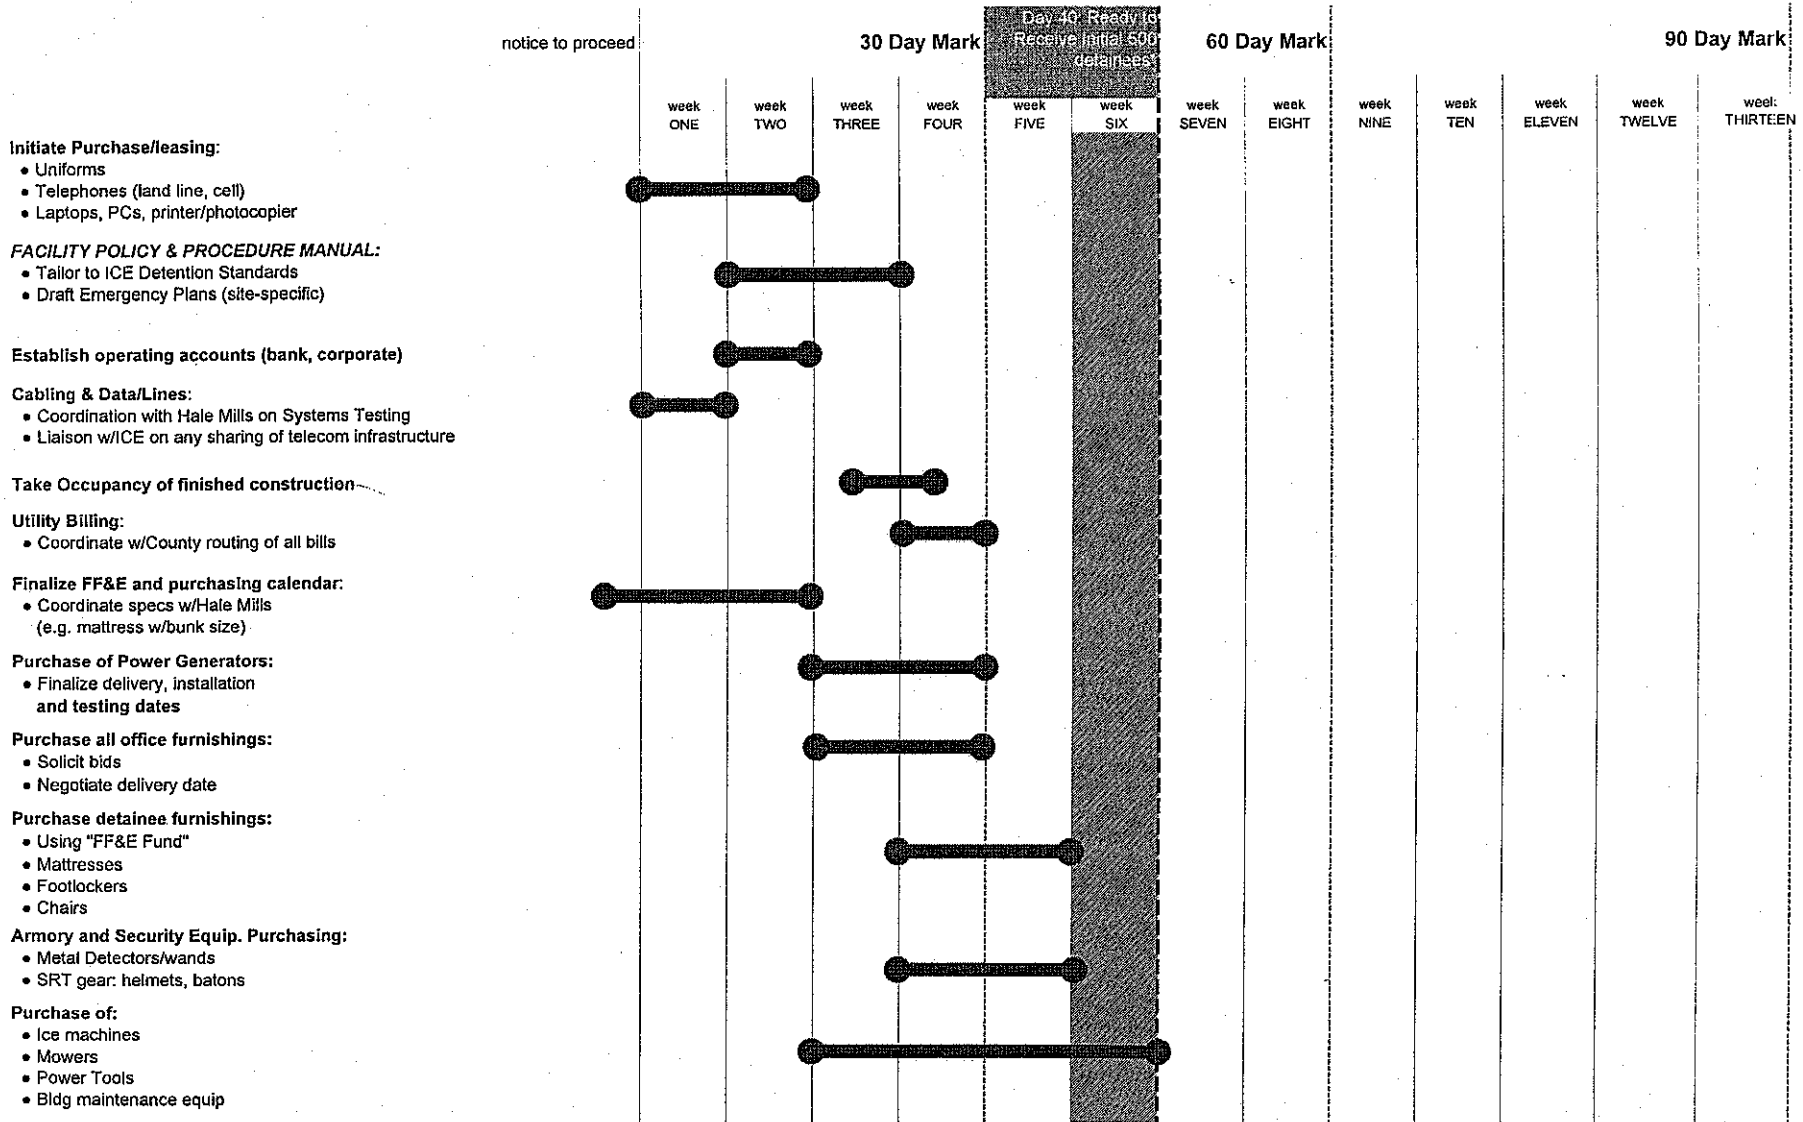 notice to proceed
30 Day Mark
Day 40: Ready to
Receive Initial 500
detainees*
60 Day Mark
90 Day Mark
week ONE
week TWO
week THREE
week FOUR
week FIVE
week SIX
week SEVEN
week EIGHT
week NINE
week TEN
week ELEVEN
week TWELVE
week THIRTEEN
Initiate Purchase/leasing:
• Uniforms
• Telephones (land line, cell)
• Laptops, PCs, printer/photocopier
FACILITY POLICY & PROCEDURE MANUAL:
• Tailor to ICE Detention Standards
• Draft Emergency Plans (site-specific)
Establish operating accounts (bank, corporate)
Cabling & Data/Lines:
• Coordination with Hale Mills on Systems Testing
• Liaison w/ICE on any sharing of telecom infrastructure
Take Occupancy of finished construction
Utility Billing:
• Coordinate w/County routing of all bills
Finalize FF&E and purchasing calendar:
• Coordinate specs w/Hale Mills
(e.g. mattress w/bunk size)
Purchase of Power Generators:
• Finalize delivery, installation
and testing dates
Purchase all office furnishings:
• Solicit bids
• Negotiate delivery date
Purchase detainee furnishings:
• Using "FF&E Fund"
• Mattresses
• Footlockers
• Chairs
Armory and Security Equip. Purchasing:
• Metal Detectors/wands
• SRT gear: helmets, batons
Purchase of:
• Ice machines
• Mowers
• Power Tools
• Bldg maintenance equip